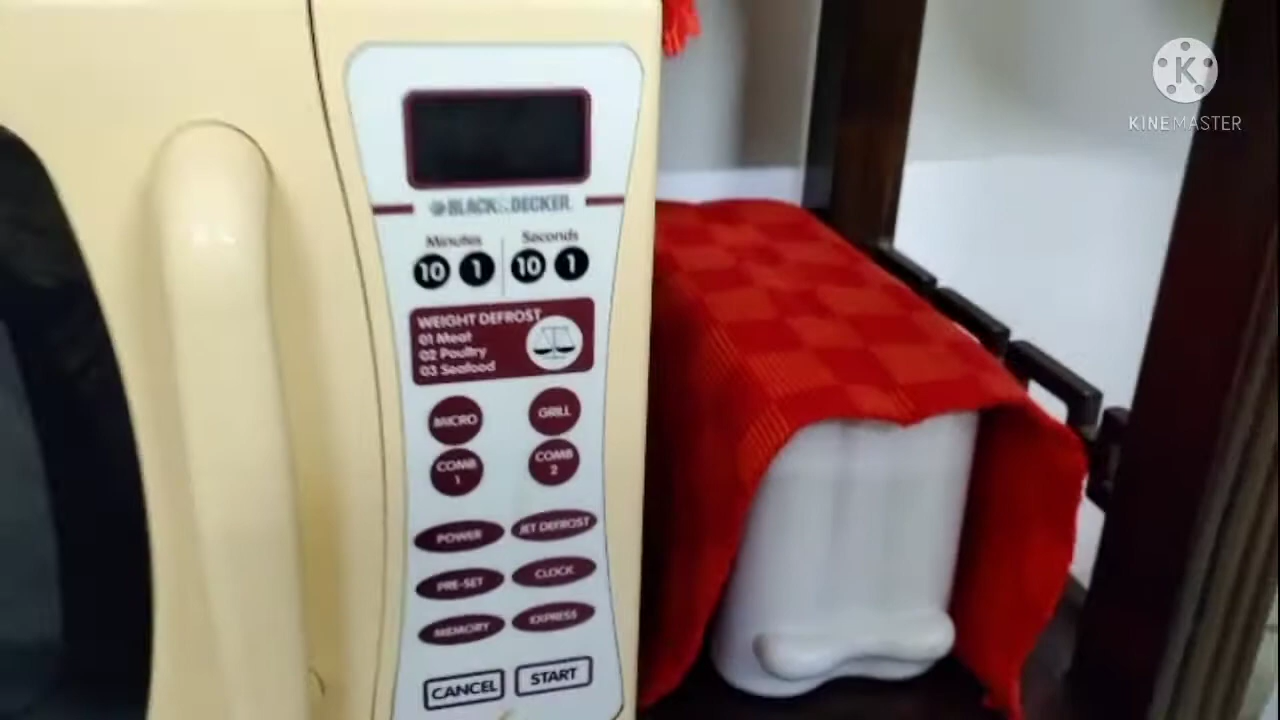 K
KINEMASTER
BLACK & DECKER
Minutes Seconds
10 1 10 1
WEIGHT DEFROST
01 Meat
02 Poultry
03 Seafood
MICRO GRILL
COMB 1 COMB 2
POWER JET DEFROST
PRE-SET CLOCK
MEMORY EXPRESS
CANCEL START